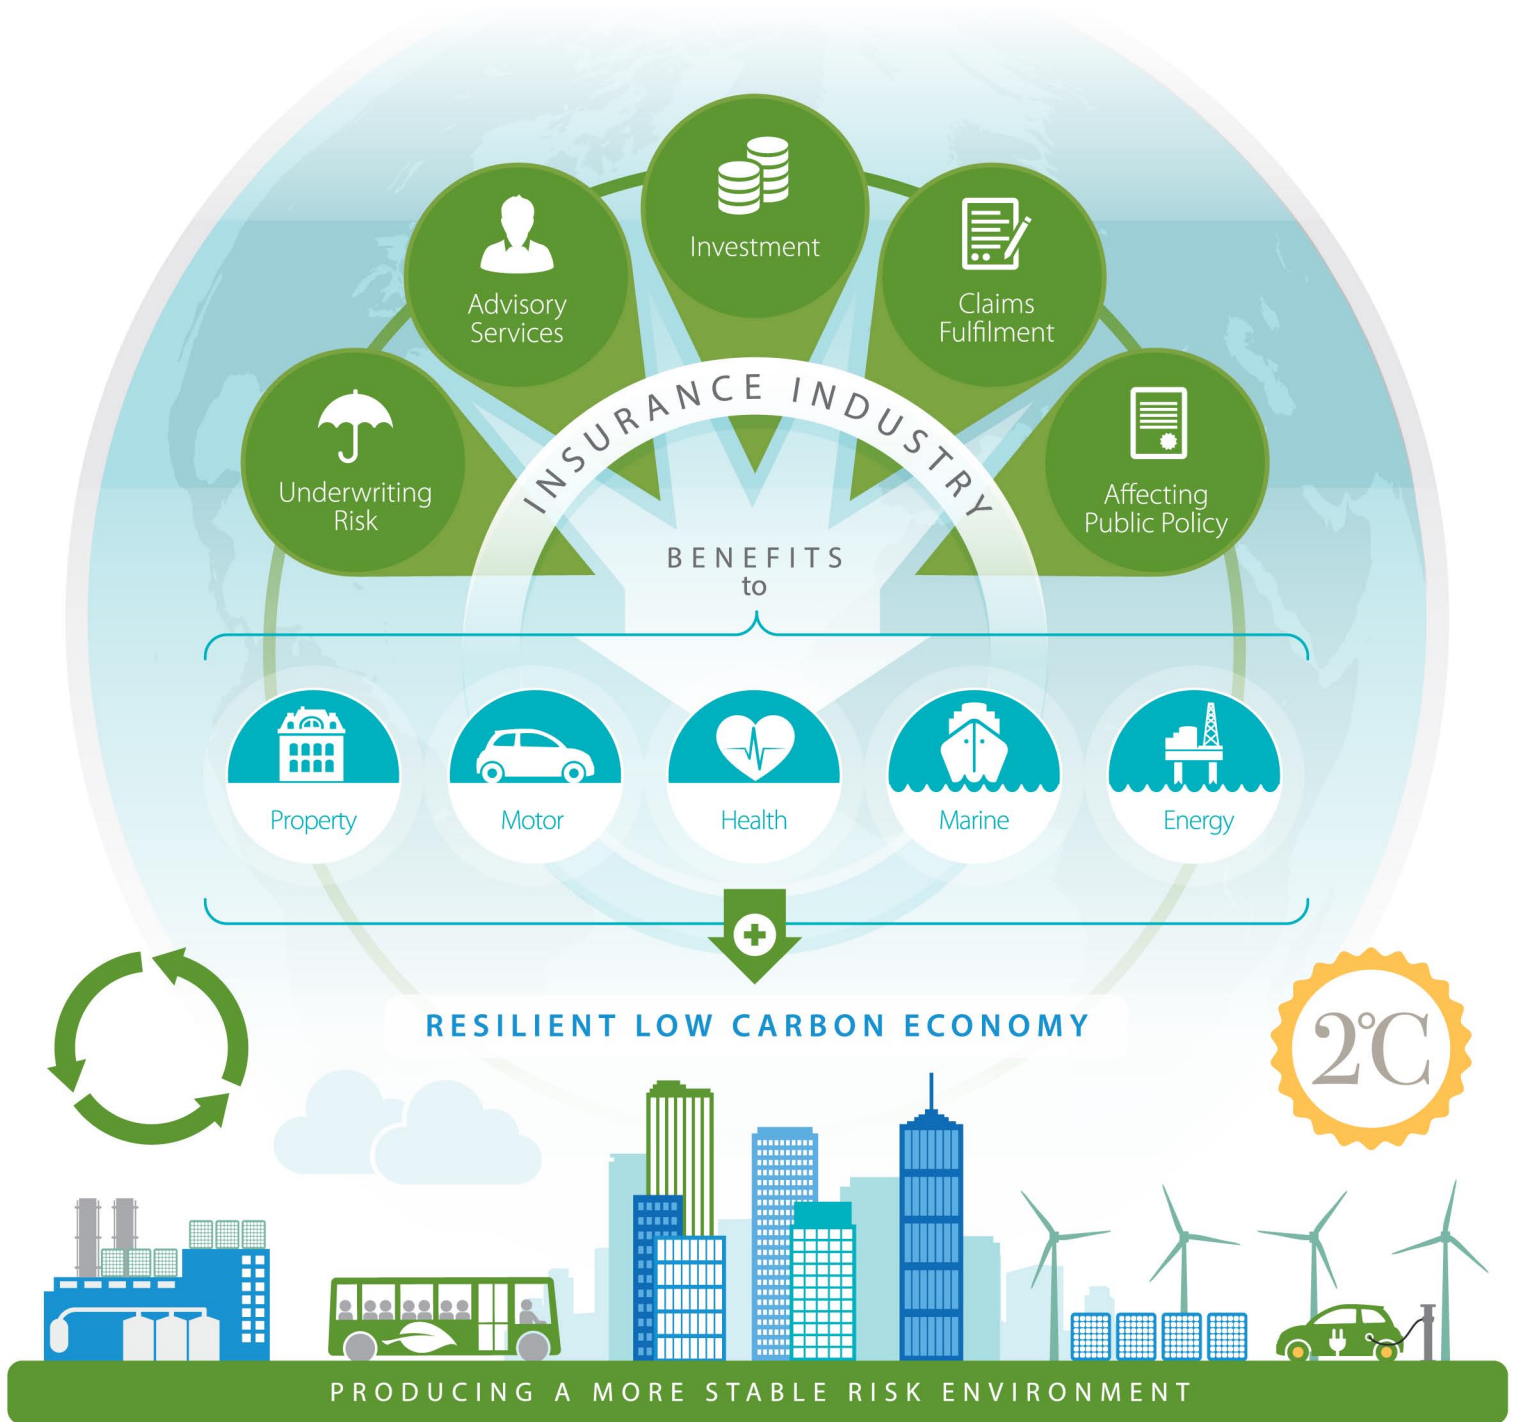 Investment
Advisory
Services
Claims
Fulfilment
Underwriting
Risk
Affecting
Public Policy
INSURANCE INDUSTRY
BENEFITS
to
Property
Motor
Health
Marine
Energy
RESILIENT LOW CARBON ECONOMY
2°C
PRODUCING A MORE STABLE RISK ENVIRONMENT